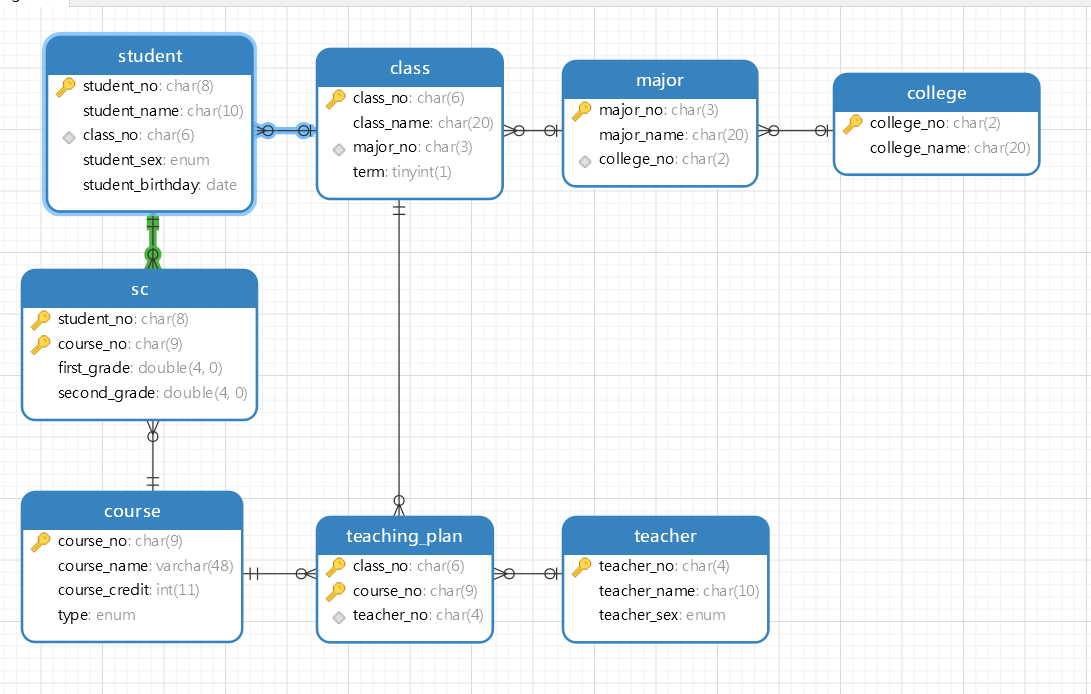 student
student_no: char(8)
student_name: char(10)
class_no: char(6)
student_sex: enum
student_birthday: date
class
class_no: char(6)
class_name: char(20)
major_no: char(3)
term: tinyint(1)
major
major_no: char(3)
major_name: char(20)
college_no: char(2)
college
college_no: char(2)
college_name: char(20)
sc
student_no: char(8)
course_no: char(9)
first_grade: double(4, 0)
second_grade: double(4, 0)
course
course_no: char(9)
course_name: varchar(48)
course_credit: int(11)
type: enum
teaching_plan
class_no: char(6)
course_no: char(9)
teacher_no: char(4)
teacher
teacher_no: char(4)
teacher_name: char(10)
teacher_sex: enum